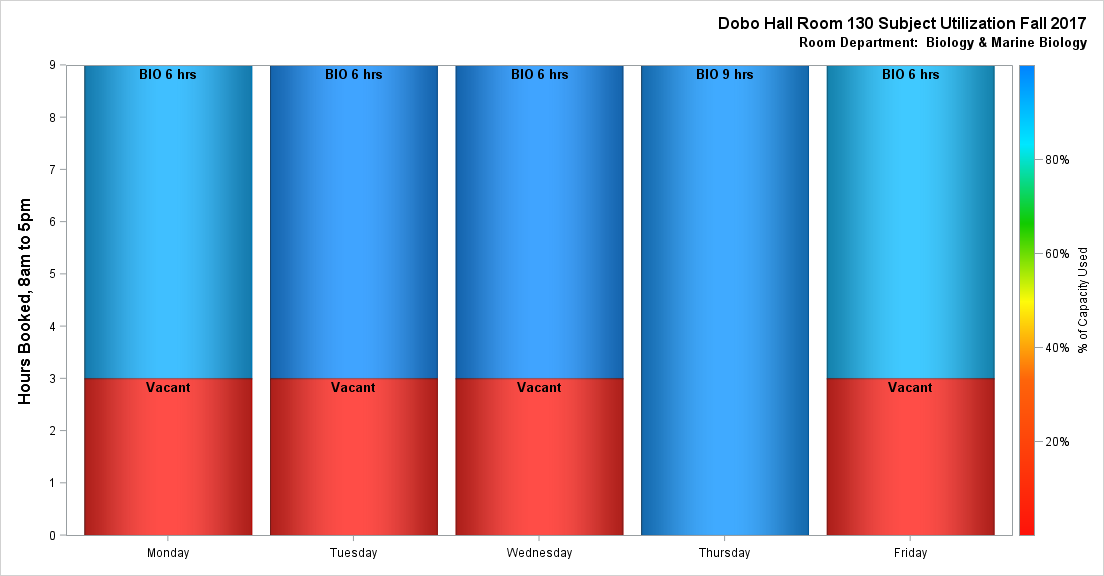 Dobo Hall Room 130 Subject Utilization Fall 2017
Room Department:  Biology & Marine Biology
Hours Booked, 8am to 5pm
9
8
7
6
5
4
3
2
1
0
BIO 6 hrs
BIO 6 hrs
BIO 6 hrs
BIO 9 hrs
BIO 6 hrs
Vacant
Vacant
Vacant
Vacant
Monday
Tuesday
Wednesday
Thursday
Friday
80%
60%
40%
20%
% of Capacity Used